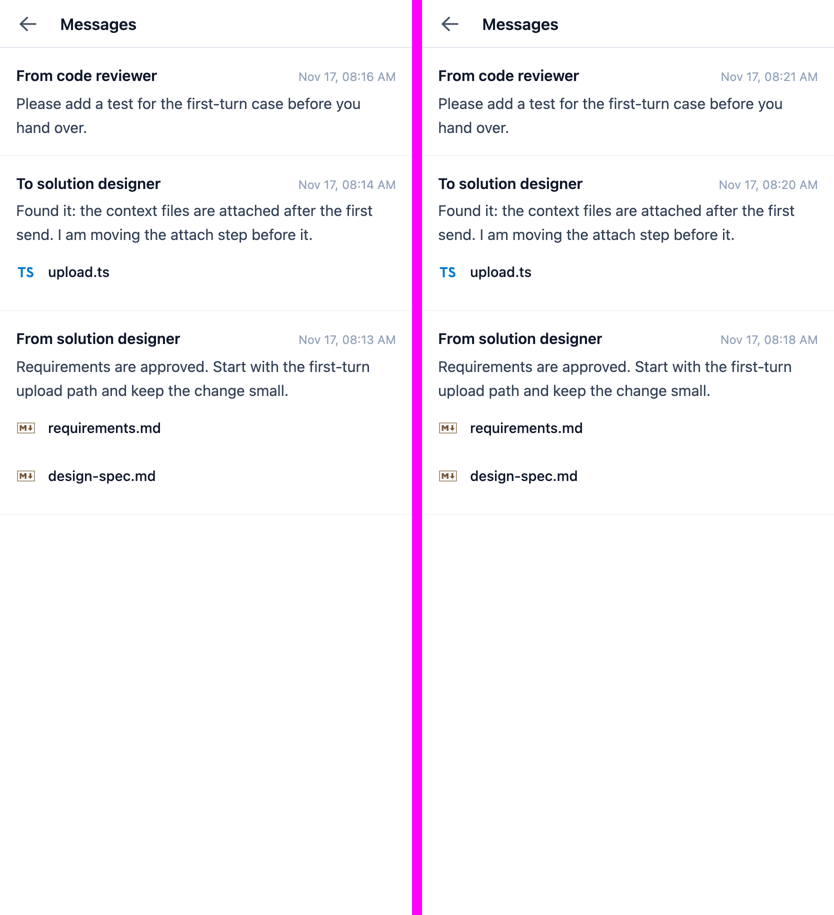 Messages
From code reviewer
Nov 17, 08:16 AM
Please add a test for the first-turn case before you
hand over.
To solution designer
Nov 17, 08:14 AM
Found it: the context files are attached after the first
send. I am moving the attach step before it.
TS upload.ts
From solution designer
Nov 17, 08:13 AM
Requirements are approved. Start with the first-turn
upload path and keep the change small.
M requirements.md
M design-spec.md
Messages
From code reviewer
Nov 17, 08:21 AM
Please add a test for the first-turn case before you
hand over.
To solution designer
Nov 17, 08:20 AM
Found it: the context files are attached after the first
send. I am moving the attach step before it.
TS upload.ts
From solution designer
Nov 17, 08:18 AM
Requirements are approved. Start with the first-turn
upload path and keep the change small.
M requirements.md
M design-spec.md